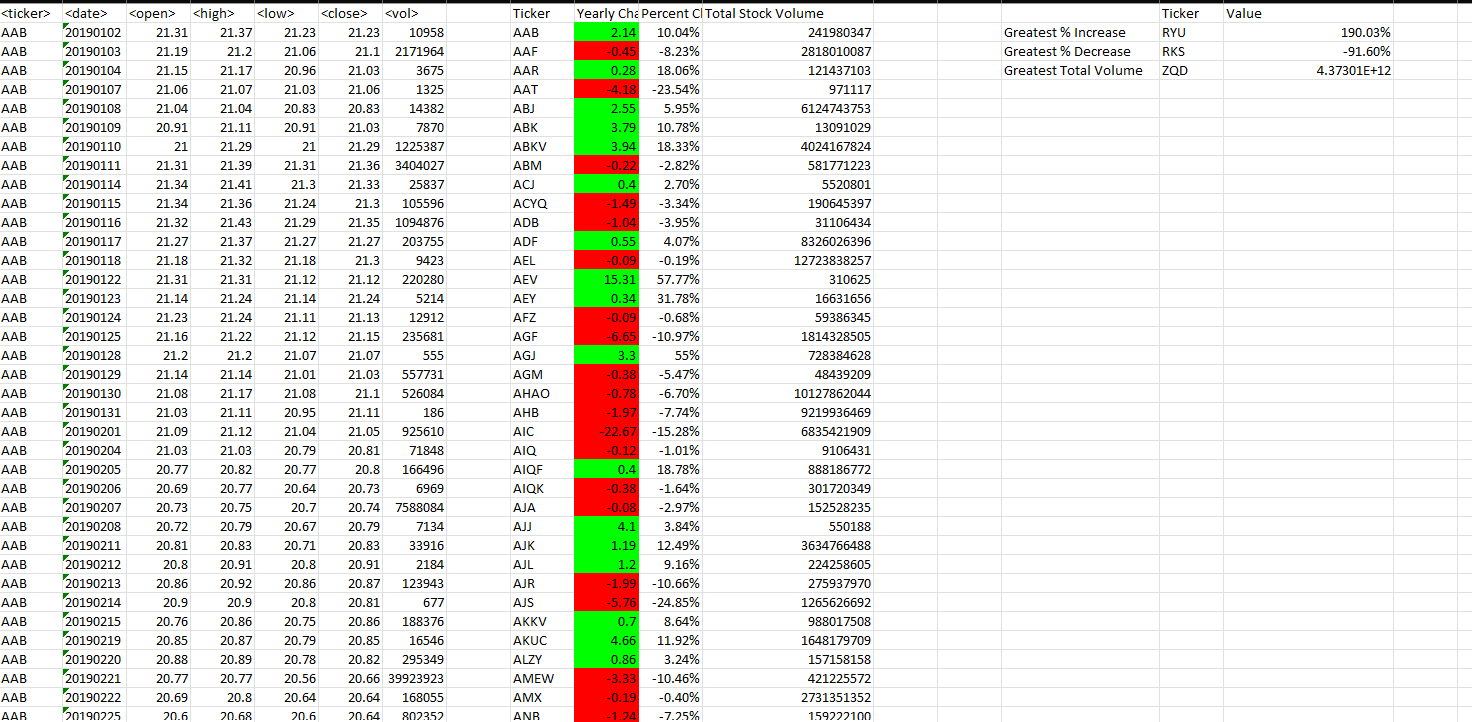 <ticker> <date> <open> <high> <low> <close> <vol> Ticker Yearly Cha Percent Cl Total Stock Volume Ticker Value
AAB 20190102 21.31 21.37 21.23 21.23 10958 AAB 2.14 10.04% 241980347 Greatest % Increase RYU 190.03%
AAB 20190103 21.19 21.2 21.06 21.1 2171964 AAF -0.45 -8.23% 2818010087 Greatest % Decrease RKS -91.60%
AAB 20190104 21.15 21.17 20.96 21.03 3675 AAR 0.28 18.06% 121437103 Greatest Total Volume ZQD 4.37301E+12
AAB 20190107 21.06 21.07 21.03 21.06 1325 AAT -4.18 -23.54% 971117
AAB 20190108 21.04 21.04 20.83 20.83 14382 ABJ 2.55 5.95% 6124743753
AAB 20190109 20.91 21.11 20.91 21.03 7870 ABK 3.79 10.78% 13091029
AAB 20190110 21 21.29 21 21.29 1225387 ABKV 3.94 18.33% 4024167824
AAB 20190111 21.31 21.39 21.31 21.36 3404027 ABM -0.22 -2.82% 581771223
AAB 20190114 21.34 21.41 21.3 21.33 25837 ACJ 0.4 2.70% 5520801
AAB 20190115 21.34 21.36 21.24 21.3 105596 ACYQ -1.49 -3.34% 190645397
AAB 20190116 21.32 21.43 21.29 21.35 1094876 ADB -1.04 -3.95% 31106434
AAB 20190117 21.27 21.37 21.27 21.27 203755 ADF 0.55 4.07% 8326026396
AAB 20190118 21.18 21.32 21.18 21.3 9423 AEL -0.09 -0.19% 12723838257
AAB 20190122 21.31 21.31 21.12 21.12 220280 AEV 15.31 57.77% 310625
AAB 20190123 21.14 21.24 21.14 21.24 5214 AEY 0.34 31.78% 16631656
AAB 20190124 21.23 21.24 21.11 21.13 12912 AFZ -0.09 -0.68% 59386345
AAB 20190125 21.16 21.22 21.12 21.15 235681 AGF -6.65 -10.97% 1814328505
AAB 20190128 21.2 21.2 21.07 21.07 555 AGJ 3.3 55% 728384628
AAB 20190129 21.14 21.14 21.01 21.03 557731 AGM -0.38 -5.47% 48439209
AAB 20190130 21.08 21.17 21.08 21.1 526084 AHAO -0.78 -6.70% 10127862044
AAB 20190131 21.03 21.11 20.95 21.11 186 AHB -1.97 -7.74% 9219936469
AAB 20190201 21.09 21.12 21.04 21.05 925610 AIC -22.67 -15.28% 6835421909
AAB 20190204 21.03 21.03 20.79 20.81 71848 AIQ -0.12 -1.01% 9106431
AAB 20190205 20.77 20.82 20.77 20.8 166496 AIQF 0.4 18.78% 888186772
AAB 20190206 20.69 20.77 20.64 20.73 6969 AIQK -0.38 -1.64% 301720349
AAB 20190207 20.73 20.75 20.7 20.74 7588084 AJA -0.08 -2.97% 152528235
AAB 20190208 20.72 20.79 20.67 20.79 7134 AJJ 4.1 3.84% 550188
AAB 20190211 20.81 20.83 20.71 20.83 33916 AJK 1.19 12.49% 3634766488
AAB 20190212 20.8 20.91 20.8 20.91 2184 AJL 1.2 9.16% 224258605
AAB 20190213 20.86 20.92 20.86 20.87 123943 AJR -1.99 -10.66% 275937970
AAB 20190214 20.9 20.9 20.8 20.81 677 AJS -5.76 -24.85% 1265626692
AAB 20190215 20.76 20.86 20.75 20.86 188376 AKKV 0.7 8.64% 988017508
AAB 20190219 20.85 20.87 20.79 20.85 16546 AKUC 4.66 11.92% 1648179709
AAB 20190220 20.88 20.89 20.78 20.82 295349 ALZY 0.86 3.24% 157158158
AAB 20190221 20.77 20.77 20.56 20.66 39923923 AMEW -3.33 -10.46% 421225572
AAB 20190222 20.69 20.8 20.64 20.64 168055 AMX -0.19 -0.40% 2731351352
AAB 20190225 20.6 20.68 20.6 20.64 802352 ANB -1.24 -7.25% 159222100